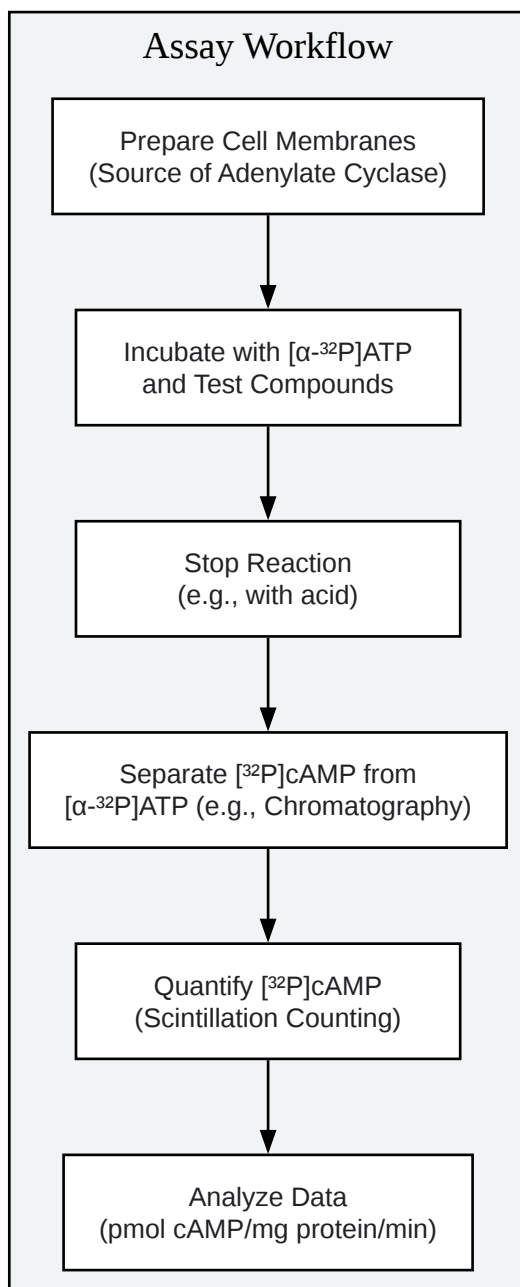 Assay Workflow
Prepare Cell Membranes
(Source of Adenylate Cyclase)
Incubate with [α-³²P]ATP
and Test Compounds
Stop Reaction
(e.g., with acid)
Separate [³²P]cAMP from
[α-³²P]ATP (e.g., Chromatography)
Quantify [³²P]cAMP
(Scintillation Counting)
Analyze Data
(pmol cAMP/mg protein/min)